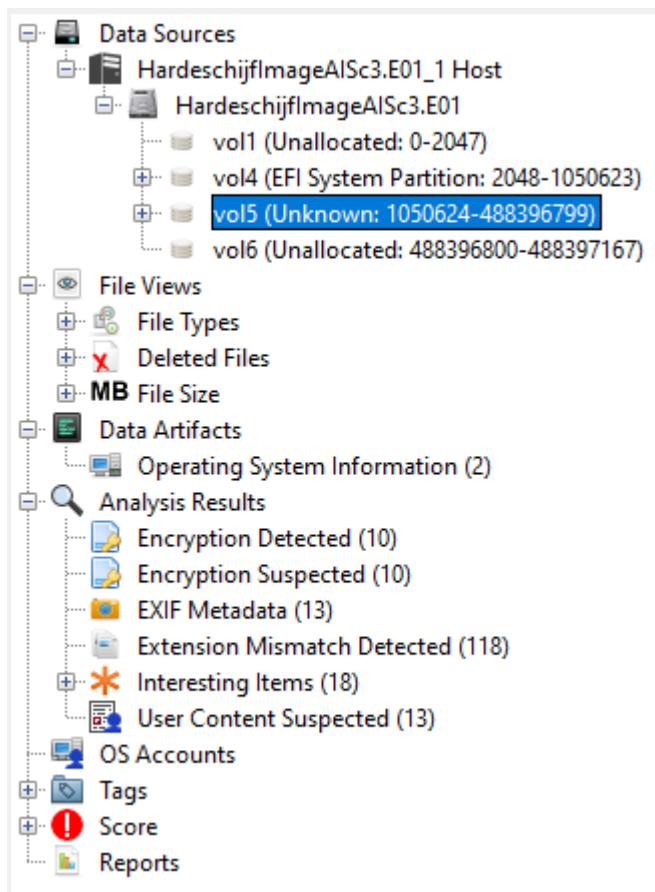 Data Sources
HardeschijfImageAISc3.E01_1 Host
HardeschijfImageAISc3.E01
vol1 (Unallocated: 0-2047)
vol4 (EFI System Partition: 2048-1050623)
vol5 (Unknown: 1050624-488396799)
vol6 (Unallocated: 488396800-488397167)
File Views
File Types
Deleted Files
MB File Size
Data Artifacts
Operating System Information (2)
Analysis Results
Encryption Detected (10)
Encryption Suspected (10)
EXIF Metadata (13)
Extension Mismatch Detected (118)
Interesting Items (18)
User Content Suspected (13)
OS Accounts
Tags
Score
Reports